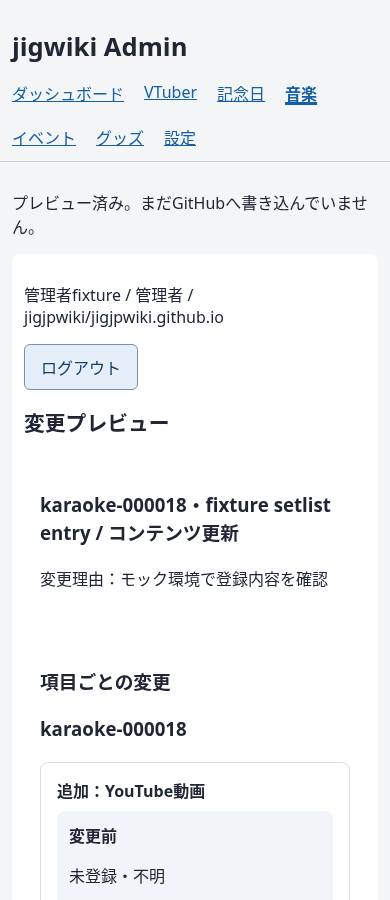 jigwiki Admin
ダッシュボード VTuber 記念日 音楽
イベント グッズ 設定
プレビュー済み。まだGitHubへ書き込んでいませ
ん。
管理者fixture / 管理者 /
jigjpwiki/jigjpwiki.github.io
ログアウト
変更プレビュー
karaoke-000018・fixture setlist
entry / コンテンツ更新
変更理由：モック環境で登録内容を確認
項目ごとの変更
karaoke-000018
追加：YouTube動画
変更前
未登録・不明